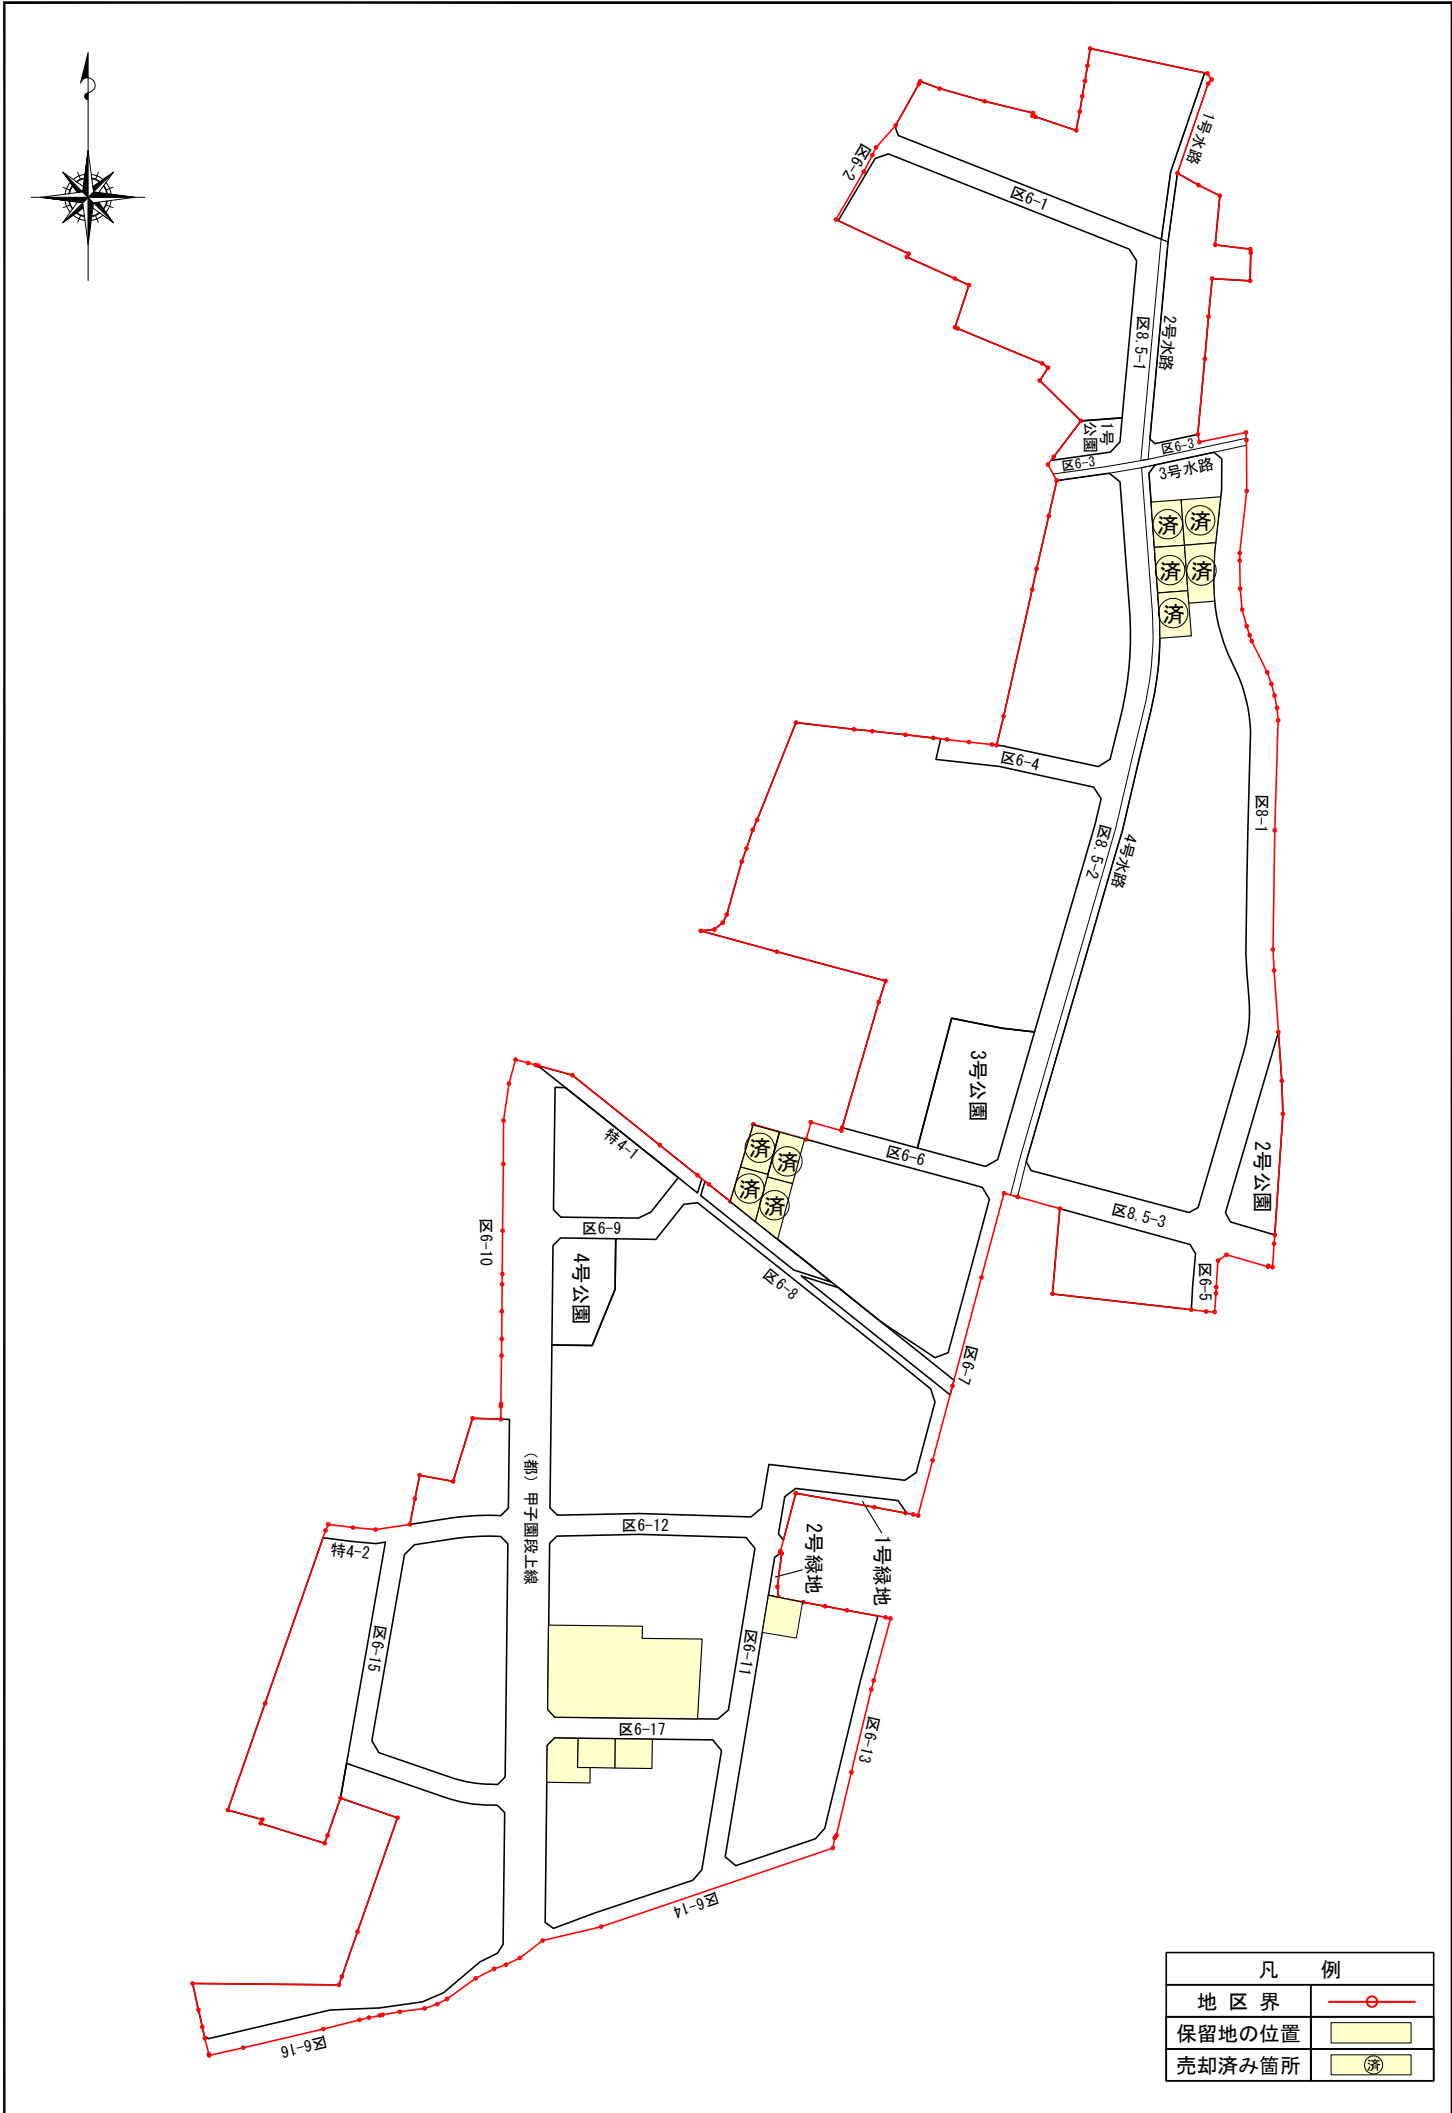 1号水路
区6-2
区6-1
2号水路
区8.5-1
1号
公園
区6-3
区6-3
3号水路
済
済
済
済
済
区6-4
区8-1
区8.5-2
4号水路
3号公園
2号公園
特4-1
済
済
済
済
区6-6
区8.5-3
区6-5
区6-9
区6-10
4号公園
区6-8
区6-7
(都) 甲子園段上線
区6-12
2号緑地
1号緑地
特4-2
区6-15
区6-11
区6-17
区6-13
区6-14
区6-16
凡 例
地 区 界
保留地の位置
売却済み箇所 済